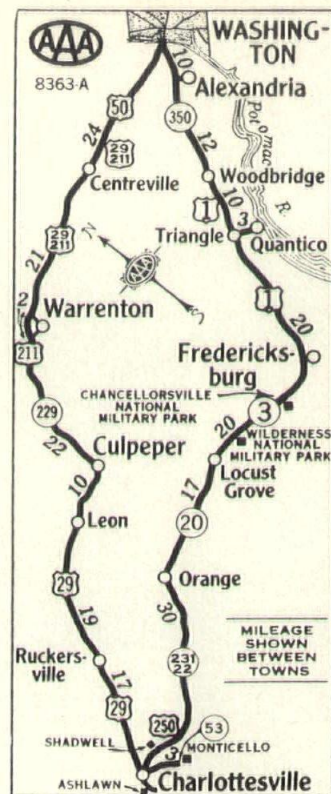 AAA
8363-A
WASHING-
TON
10
Alexandria
50
350
24
29
211
12
Potomac
R.
Centreville
Woodbridge
10
1
3
Triangle
Quantico
21
29
211
N
AAA
S
1
20
2
Warrenton
211
Fredericks-
burg
CHANCELLORSVILLE
NATIONAL
MILITARY PARK
229
3
20
WILDERNESS
NATIONAL
MILITARY PARK
22
Culpeper
Locust
Grove
10
17
Leon
20
29
Orange
19
30
MILEAGE
SHOWN
BETWEEN
TOWNS
Ruckers-
ville
17
231
22
29
250
53
SHADWELL
3
MONTICELLO
ASHLAWN
Charlottesville